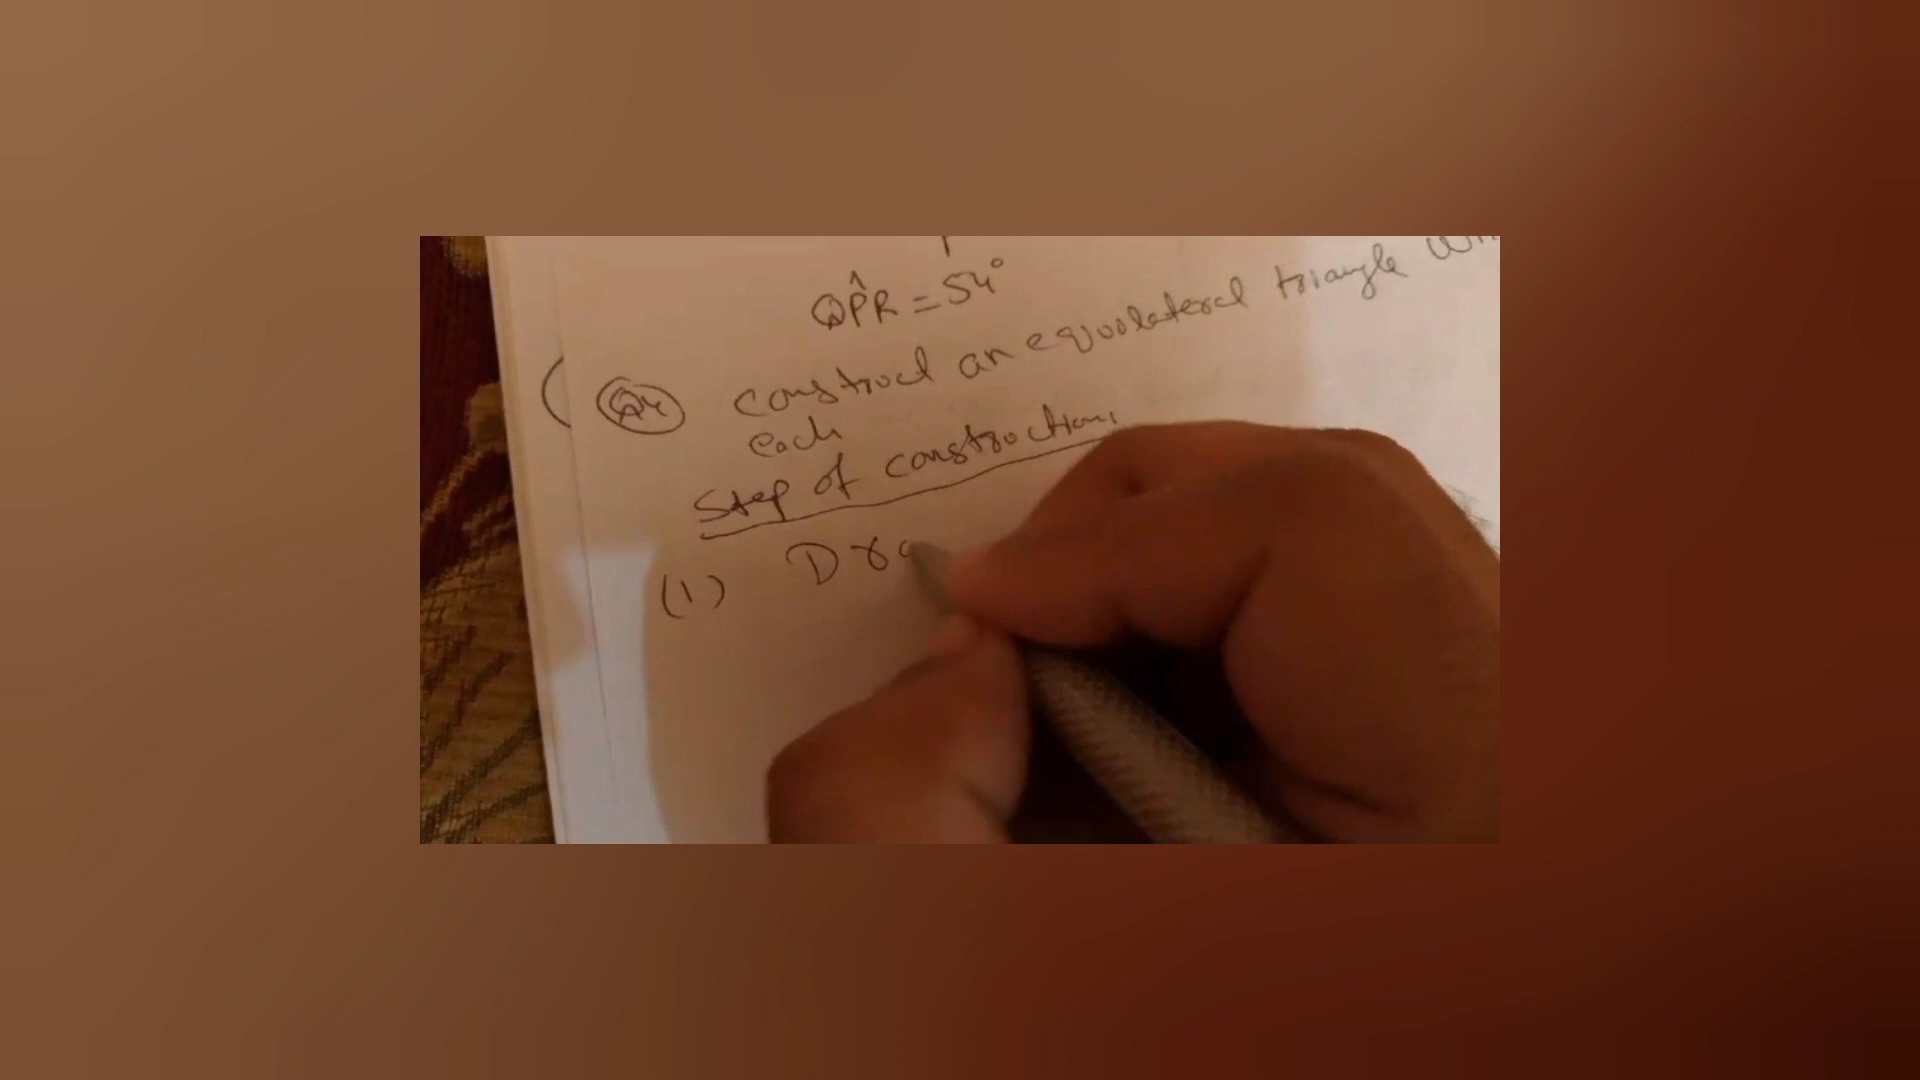 QP̂R = 54°
Q4 construct an equilateral triangle
each
Step of construction
(1) Dra